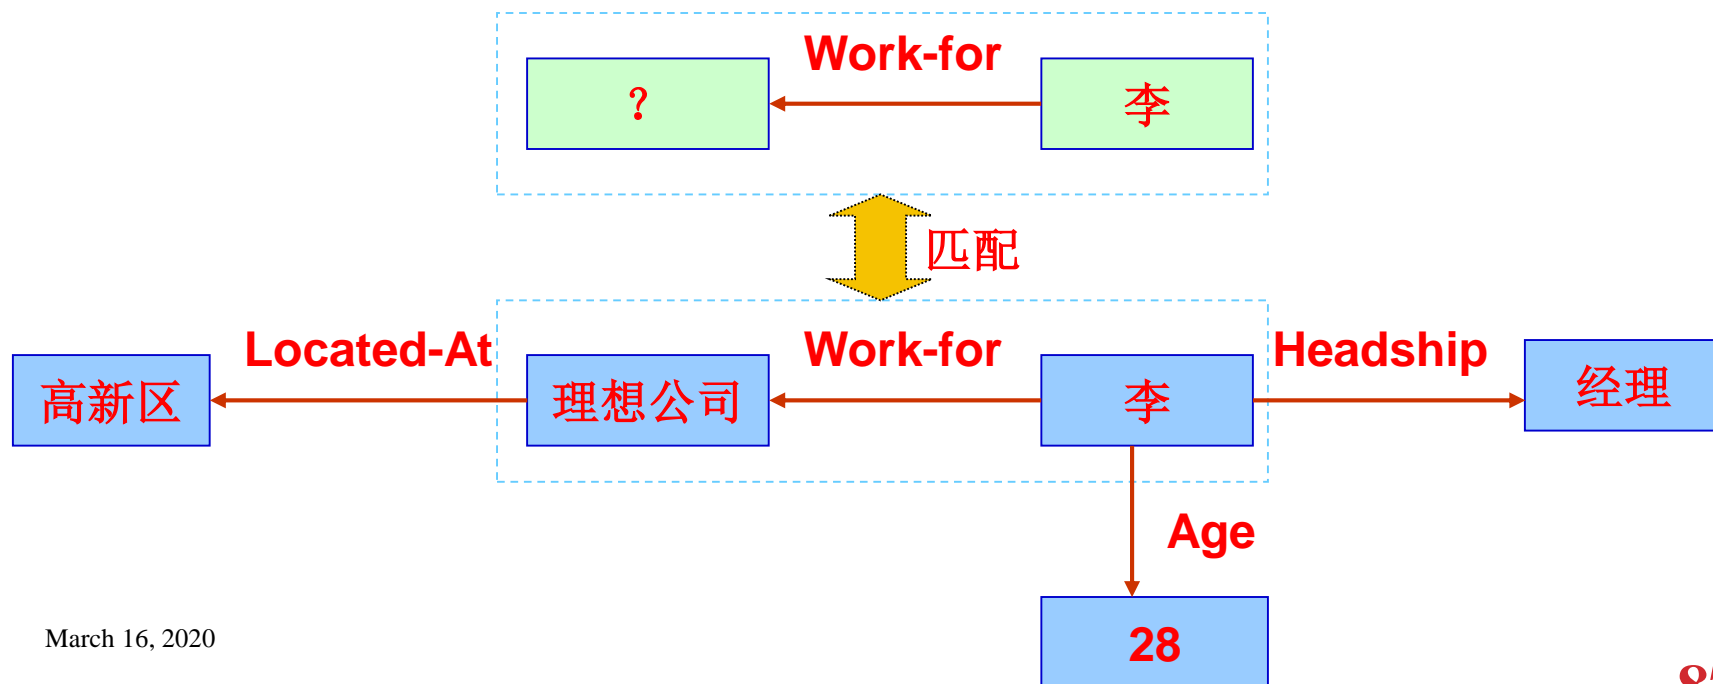 Work-for
?
李
匹配
Located-At
Work-for
Headship
高新区
理想公司
李
经理
Age
28
March 16, 2020